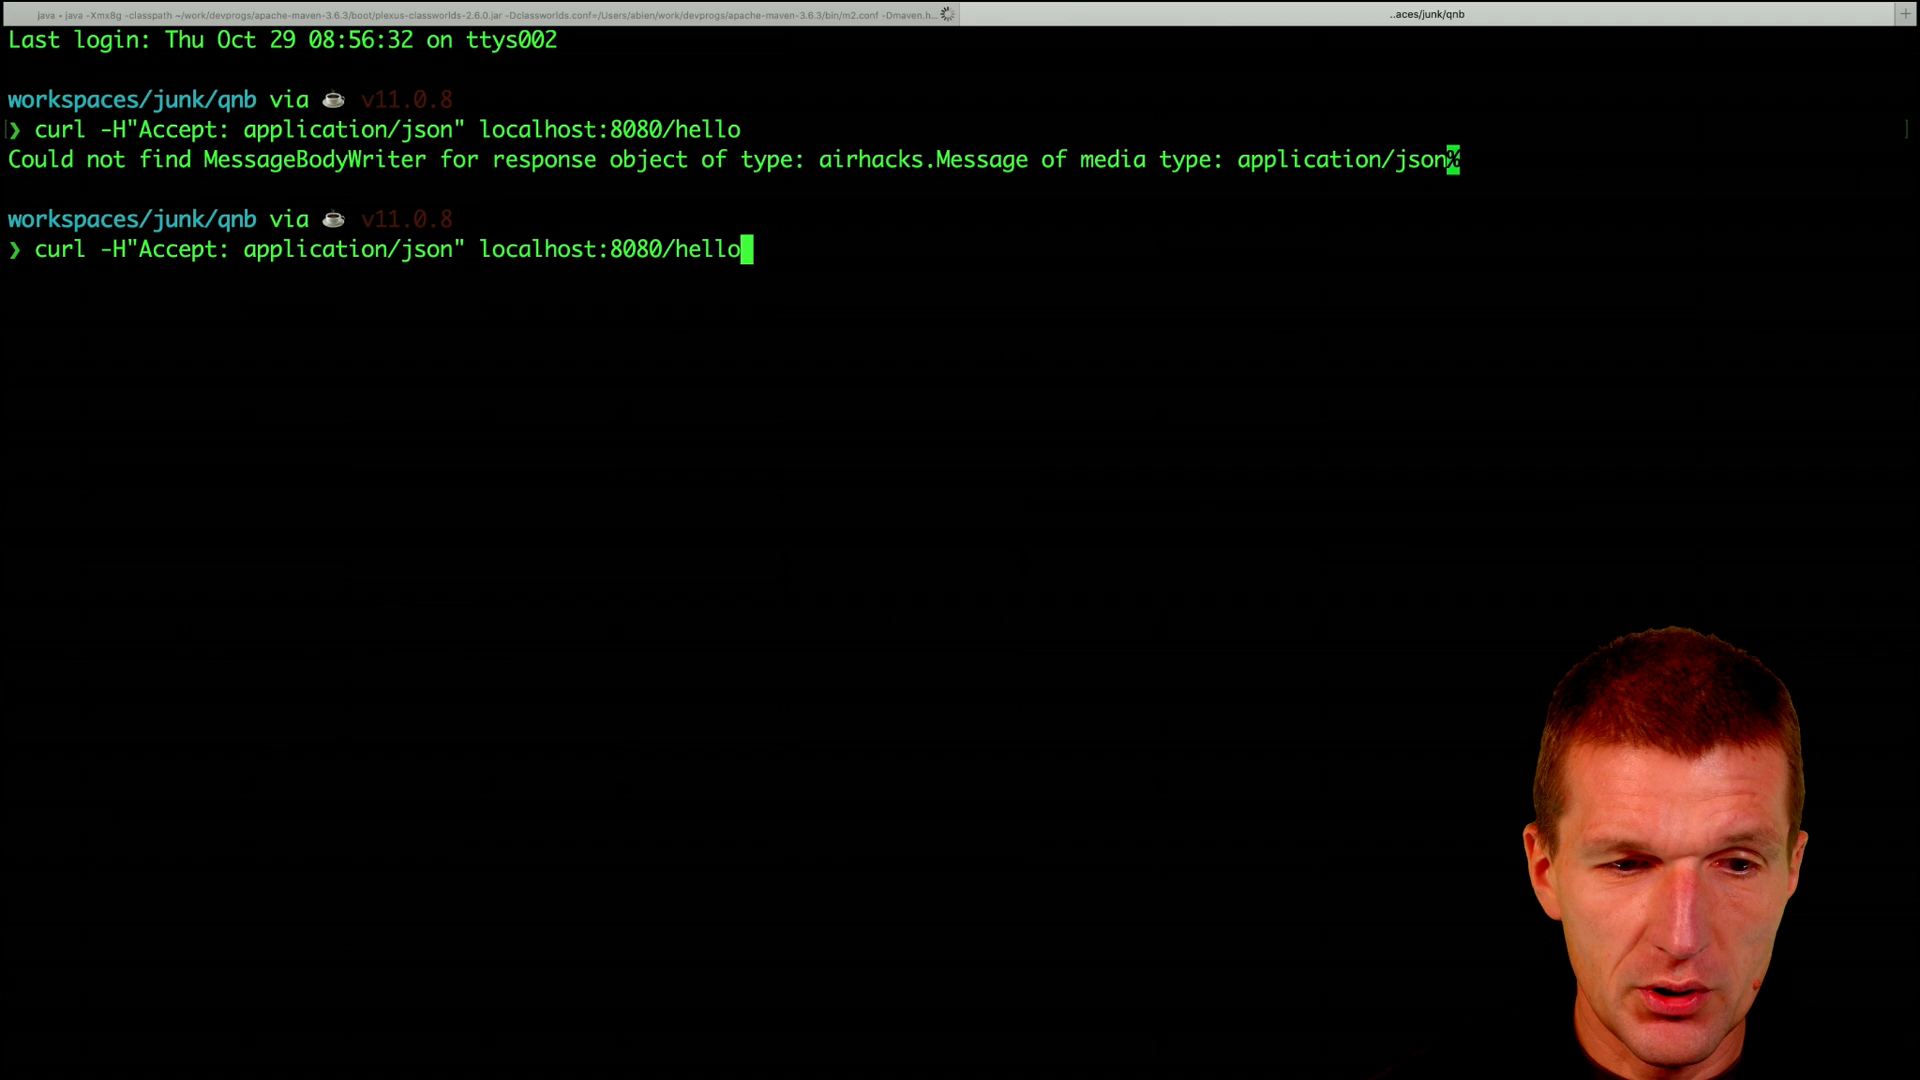 java • java -Xmx8g -classpath ~/work/devprogs/apache-maven-3.6.3/boot/plexus-classworlds-2.6.0.jar -Dclassworlds.conf=/Users/abien/work/devprogs/apache-maven-3.6.3/bin/m2.conf -Dmaven.h...
..aces/junk/qnb
+
Last login: Thu Oct 29 08:56:32 on ttys002
workspaces/junk/qnb via ☕ v11.0.8
❯ curl -H"Accept: application/json" localhost:8080/hello
Could not find MessageBodyWriter for response object of type: airhacks.Message of media type: application/json%
workspaces/junk/qnb via ☕ v11.0.8
❯ curl -H"Accept: application/json" localhost:8080/hello